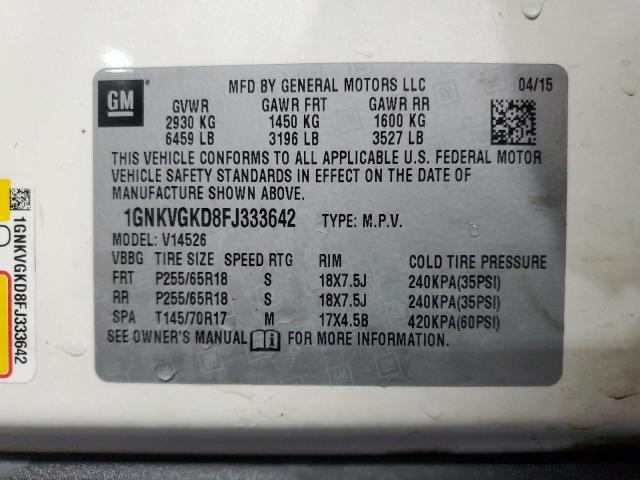 GM
MFD BY GENERAL MOTORS LLC 04/15
GVWR GAWR FRT GAWR RR
2930 KG 1450 KG 1600 KG
6459 LB 3196 LB 3527 LB
THIS VEHICLE CONFORMS TO ALL APPLICABLE U.S. FEDERAL MOTOR
VEHICLE SAFETY STANDARDS IN EFFECT ON THE DATE OF
MANUFACTURE SHOWN ABOVE.
1GNKVGKD8FJ333642 TYPE: M.P.V.
MODEL: V14526
VBBG TIRE SIZE SPEED RTG RIM COLD TIRE PRESSURE
FRT P255/65R18 S 18X7.5J 240KPA(35PSI)
RR P255/65R18 S 18X7.5J 240KPA(35PSI)
SPA T145/70R17 M 17X4.5B 420KPA(60PSI)
SEE OWNER'S MANUAL FOR MORE INFORMATION.
1GNKVGKD8FJ333642